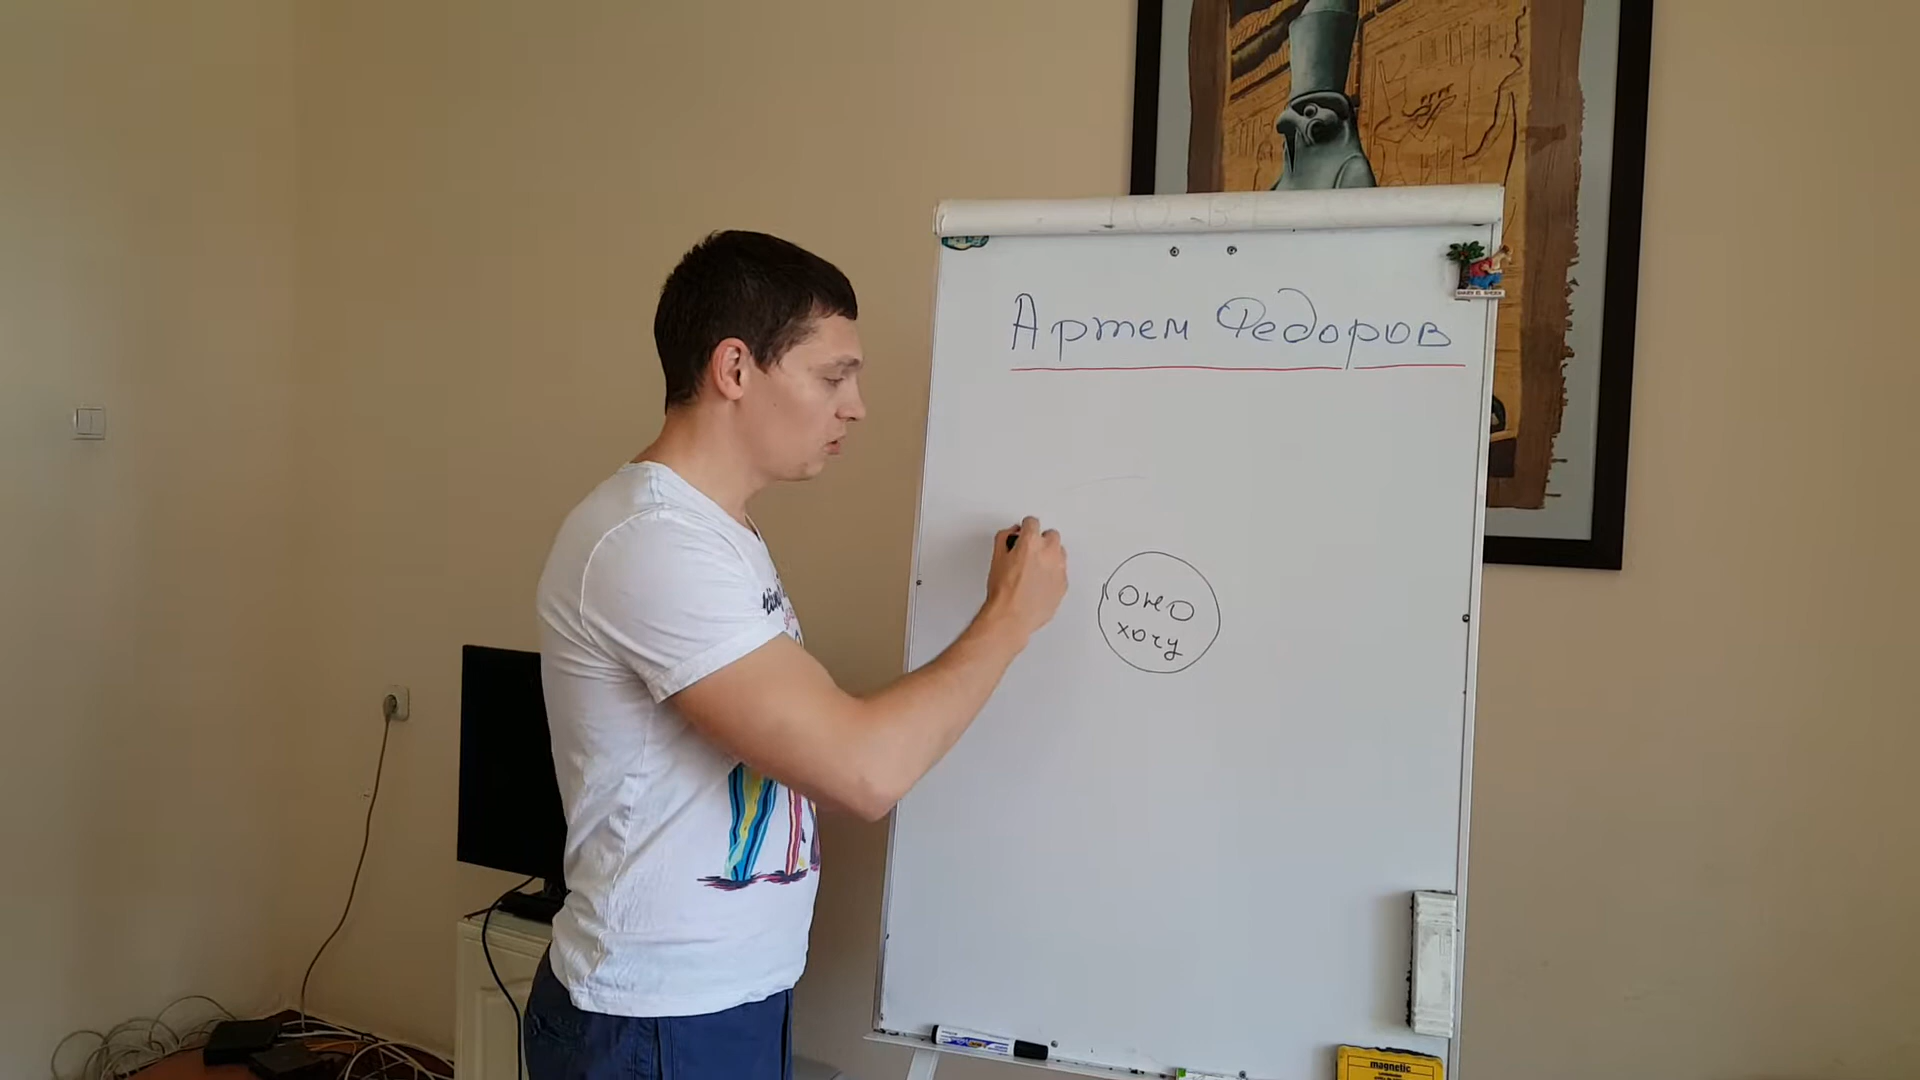 Артем Федоров
оно
хочу
magnetic